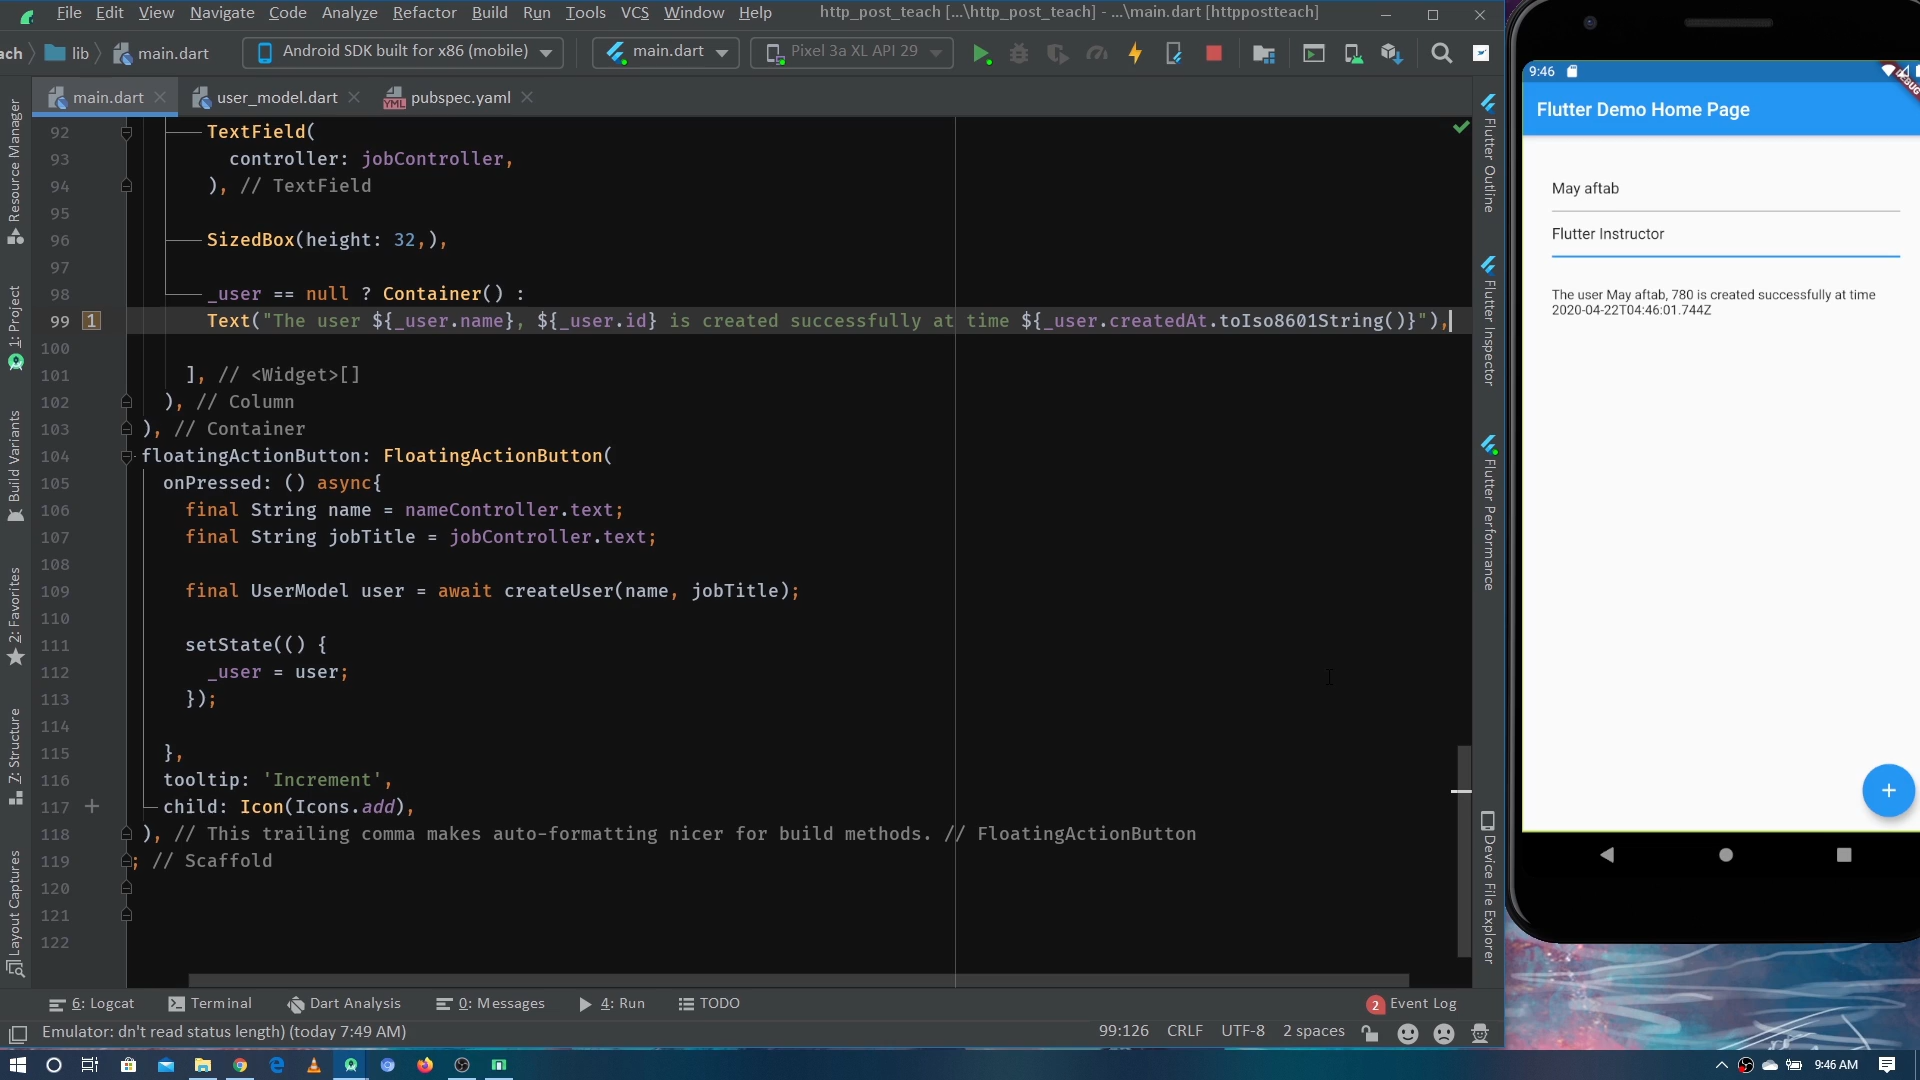 File Edit View Navigate Code Analyze Refactor Build Run Tools VCS Window Help http_post_teach [...\http_post_teach] - ...\main.dart [httppostteach]
ach lib main.dart Android SDK built for x86 (mobile) main.dart Pixel 3a XL API 29
main.dart user_model.dart YML pubspec.yaml
Resource Manager
1: Project
Build Variants
2: Favorites
7: Structure
Layout Captures
92 TextField(
93 controller: jobController,
94 ), // TextField
95
96 SizedBox(height: 32,),
97
98 _user == null ? Container() :
99 1 Text("The user ${_user.name}, ${_user.id} is created successfully at time ${_user.createdAt.toIso8601String()}"),
100
101 ], // <Widget>[]
102 ), // Column
103 ), // Container
104 floatingActionButton: FloatingActionButton(
105 onPressed: () async{
106 final String name = nameController.text;
107 final String jobTitle = jobController.text;
108
109 final UserModel user = await createUser(name, jobTitle);
110
111 setState(() {
112 _user = user;
113 });
114
115 },
116 tooltip: 'Increment',
117 child: Icon(Icons.add),
118 ), // This trailing comma makes auto-formatting nicer for build methods. // FloatingActionButton
119 ; // Scaffold
120
121
122
Flutter Outline
Flutter Inspector
Flutter Performance
Device File Explorer
9:46
DEBUG
Flutter Demo Home Page
May aftab
Flutter Instructor
The user May aftab, 780 is created successfully at time
2020-04-22T04:46:01.744Z
6: Logcat Terminal Dart Analysis 0: Messages 4: Run TODO 2 Event Log
Emulator: dn't read status length) (today 7:49 AM) 99:126 CRLF UTF-8 2 spaces
9:46 AM